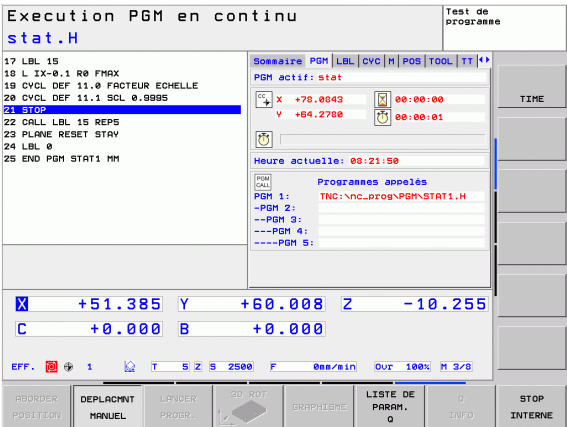 Execution PGM en continu
Test de
programme
stat.H
17 LBL 15
18 L IX-0.1 R0 FMAX
19 CYCL DEF 11.0 FACTEUR ECHELLE
20 CYCL DEF 11.1 SCL 0.9995
21 STOP
22 CALL LBL 15 REP5
23 PLANE RESET STAY
24 LBL 0
25 END PGM STAT1 MM
Sommaire PGM LBL CYC M POS TOOL TT
PGM actif: stat
CC X +78.0843 00:00:00
Y +64.2780 00:00:01
Heure actuelle: 08:21:50
PGM
CALL
Programmes appelés
PGM 1: TNC:\nc_prog\PGM\STAT1.H
-PGM 2:
--PGM 3:
---PGM 4:
----PGM 5:
TIME
X +51.385 Y +60.008 Z -10.255
C +0.000 B +0.000
EFF. 1 T 5 Z S 2500 F 0mm/min Ovr 100% M 3/8
ABORDER
POSITION
DEPLACMNT
MANUEL
LANCER
PROGR.
3D ROT
GRAPHISME
LISTE DE
PARAM.
Q
Q
INFO
STOP
INTERNE